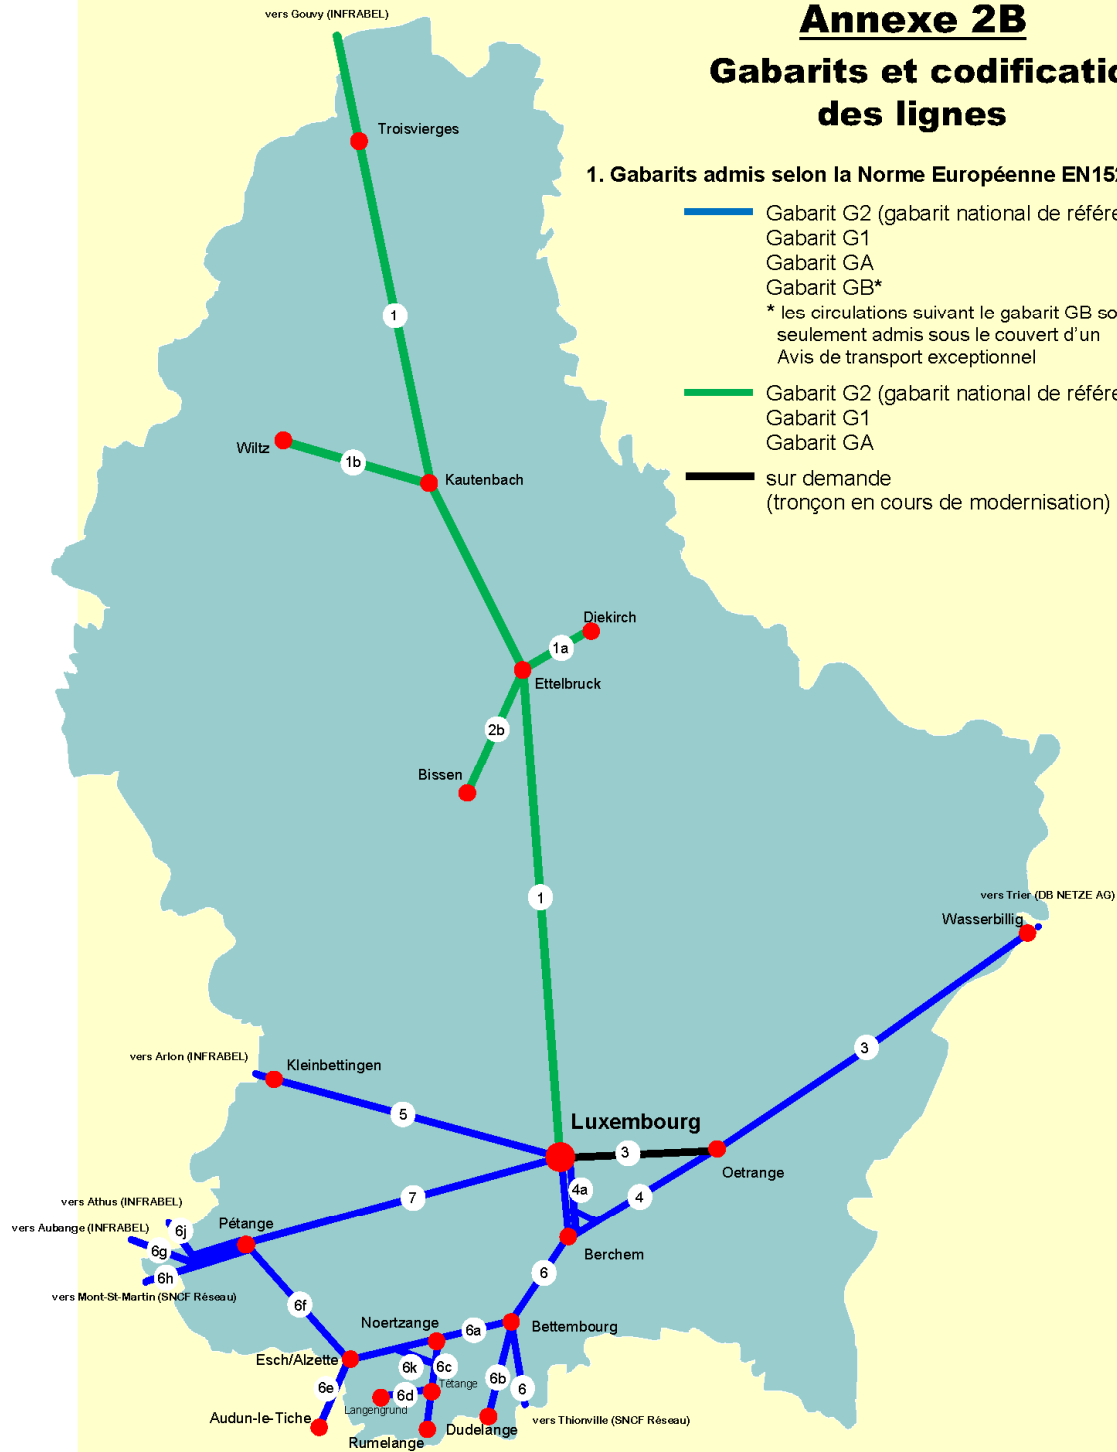 vers Gouvy (INFRABEL)
Annexe 2B
Gabarits et codificatio
des lignes
Troisvierges
1. Gabarits admis selon la Norme Européenne EN15
Gabarit G2 (gabarit national de référe
Gabarit G1
Gabarit GA
Gabarit GB*
* les circulations suivant le gabarit GB so
seulement admis sous le couvert d'un
Avis de transport exceptionnel
1
Gabarit G2 (gabarit national de référe
Gabarit G1
Gabarit GA
Wiltz
1b
Kautenbach
sur demande
(tronçon en cours de modernisation)
Diekirch
1a
Ettelbruck
2b
Bissen
1
vers Trier (DB NETZE AG)
Wasserbillig
3
vers Arlon (INFRABEL)
Kleinbettingen
5
Luxembourg
3
Oetrange
4a
4
7
vers Athus (INFRABEL)
vers Aubange (INFRABEL)
6j
Pétange
6g
6h
Berchem
vers Mont-St-Martin (SNCF Réseau)
6
6f
Noertzange
6a
Bettembourg
Esch/Alzette
6k
6c
6e
6d
Tétange
6b
6
Langengrund
Audun-le-Tiche
Dudelange
vers Thionville (SNCF Réseau)
Rumelange